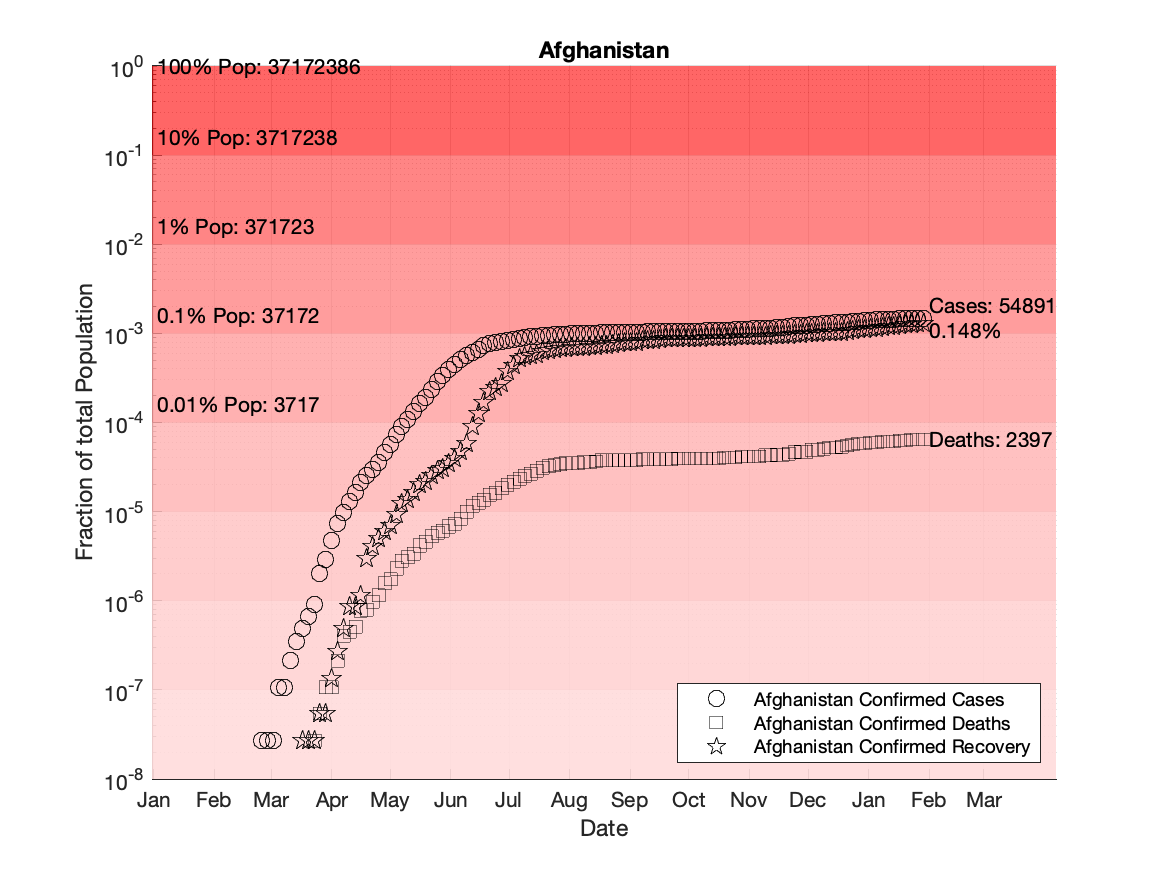 Afghanistan
10^0
100% Pop: 37172386
10% Pop: 3717238
10^-1
1% Pop: 371723
10^-2
Cases: 54891
0.1% Pop: 37172
10^-3
0.148%
0.01% Pop: 3717
10^-4
Deaths: 2397
10^-5
10^-6
10^-7
10^-8
Fraction of total Population
Afghanistan Confirmed Cases
Afghanistan Confirmed Deaths
Afghanistan Confirmed Recovery
Jan Feb Mar Apr May Jun Jul Aug Sep Oct Nov Dec Jan Feb Mar
Date